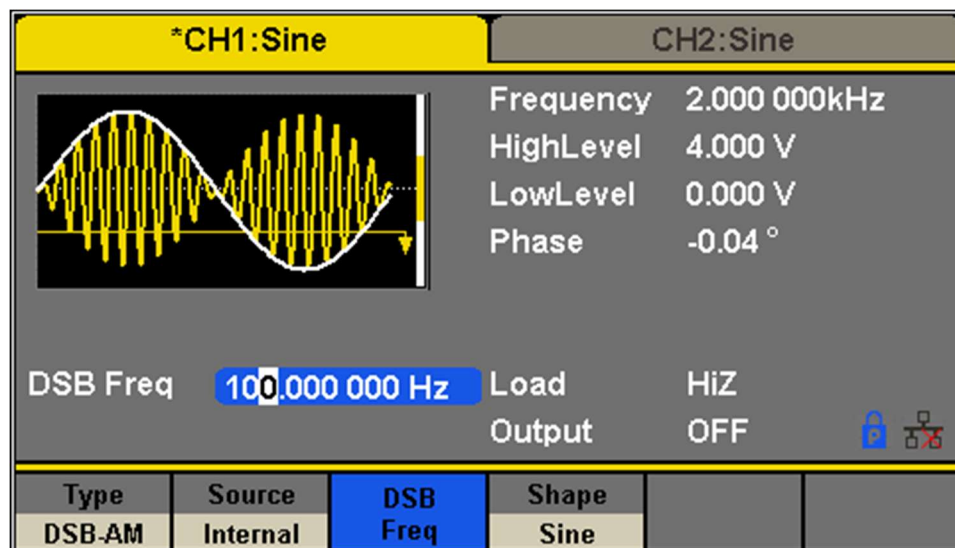 *CH1:Sine
CH2:Sine
Frequency 2.000 000kHz
HighLevel 4.000 V
LowLevel 0.000 V
Phase -0.04 °
DSB Freq 100.000 000 Hz
Load HiZ
Output OFF
P
Type Source DSB Freq Shape
DSB-AM Internal Sine